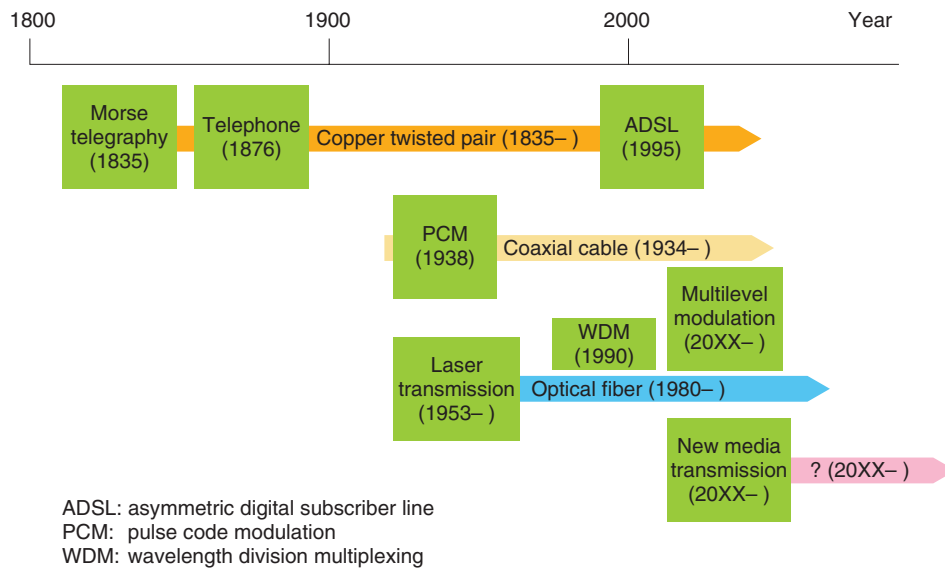 1800 1900 2000 Year
Morse
telegraphy
(1835)
Telephone
(1876)
Copper twisted pair (1835– )
ADSL
(1995)
PCM
(1938)
Coaxial cable (1934– )
Multilevel
modulation
(20XX– )
WDM
(1990)
Laser
transmission
(1953– )
Optical fiber (1980– )
New media
transmission
(20XX– )
? (20XX– )
ADSL: asymmetric digital subscriber line
PCM: pulse code modulation
WDM: wavelength division multiplexing